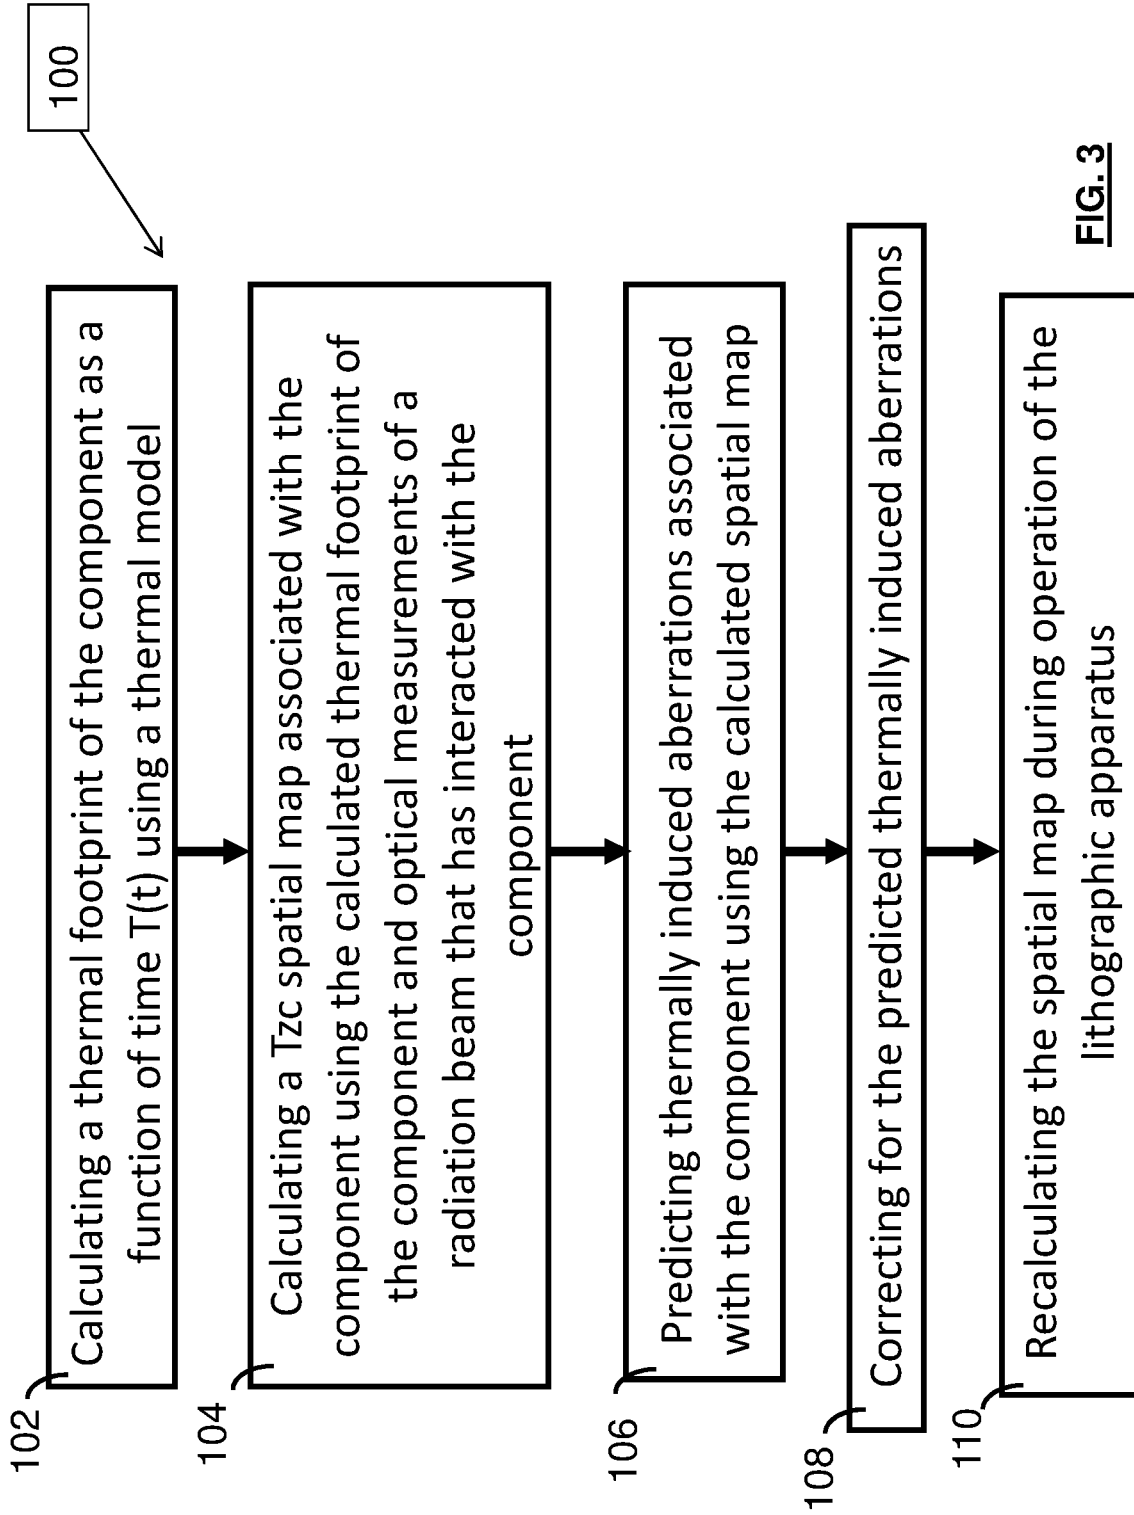 100
102
Calculating a thermal footprint of the component as a
function of time T(t) using a thermal model
104
Calculating a Tzc spatial map associated with the
component using the calculated thermal footprint of
the component and optical measurements of a
radiation beam that has interacted with the
component
106
Predicting thermally induced aberrations associated
with the component using the calculated spatial map
108
Correcting for the predicted thermally induced aberrations
110
Recalculating the spatial map during operation of the
lithographic apparatus
FIG. 3